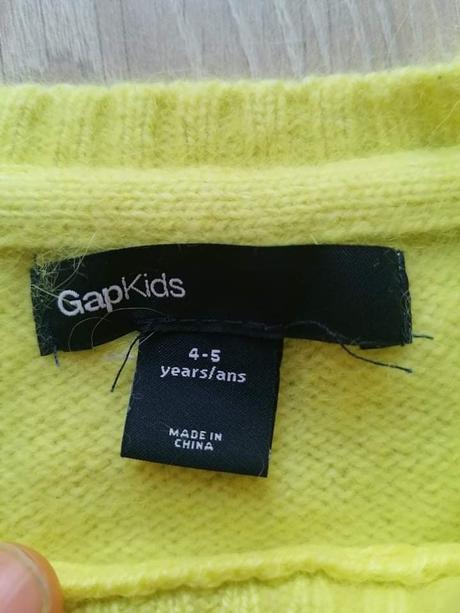 GapKids
4-5
years/ans
MADE IN
CHINA